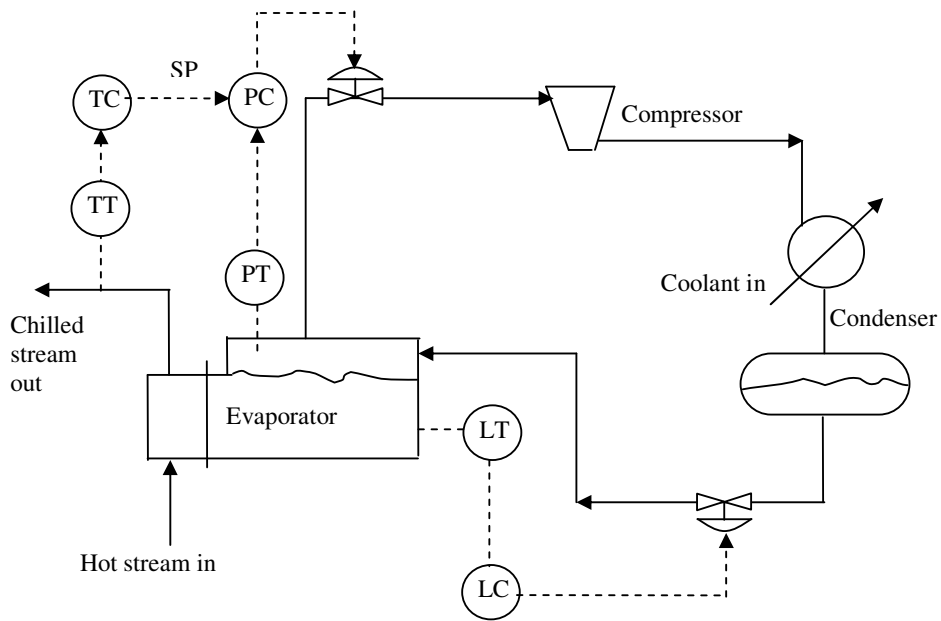 SP
TC
PC
Compressor
TT
PT
Coolant in
Chilled
stream
out
Condenser
Evaporator
LT
Hot stream in
LC